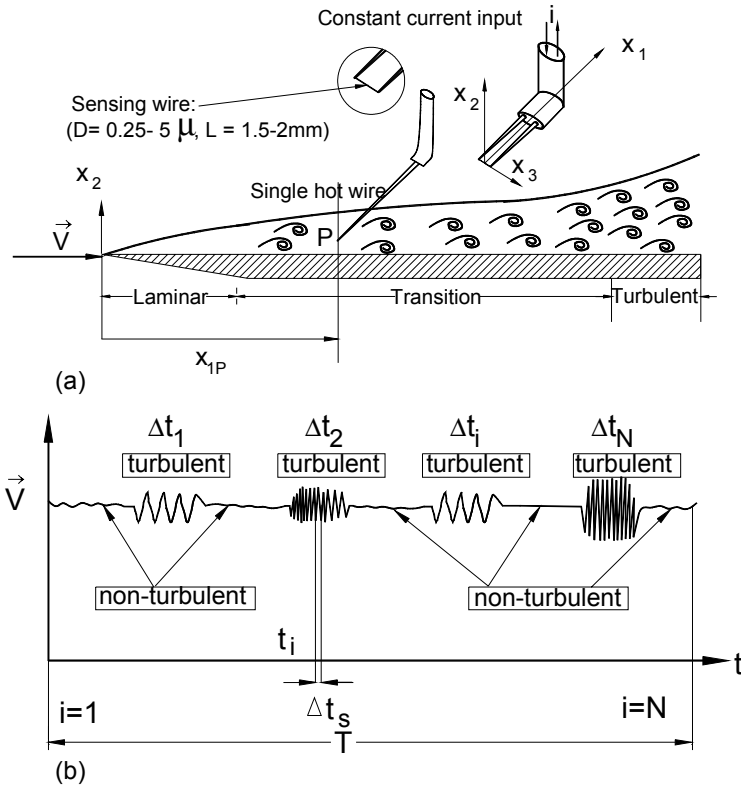 Constant current input
i
x1
Sensing wire:
(D= 0.25- 5 μ, L = 1.5-2mm)
x2
x3
x2
Single hot wire
P
V
Laminar
Transition
Turbulent
x1P
(a)
Δt1
Δt2
Δti
ΔtN
turbulent
turbulent
turbulent
turbulent
V
non-turbulent
non-turbulent
ti
t
i=1
Δts
i=N
T
(b)